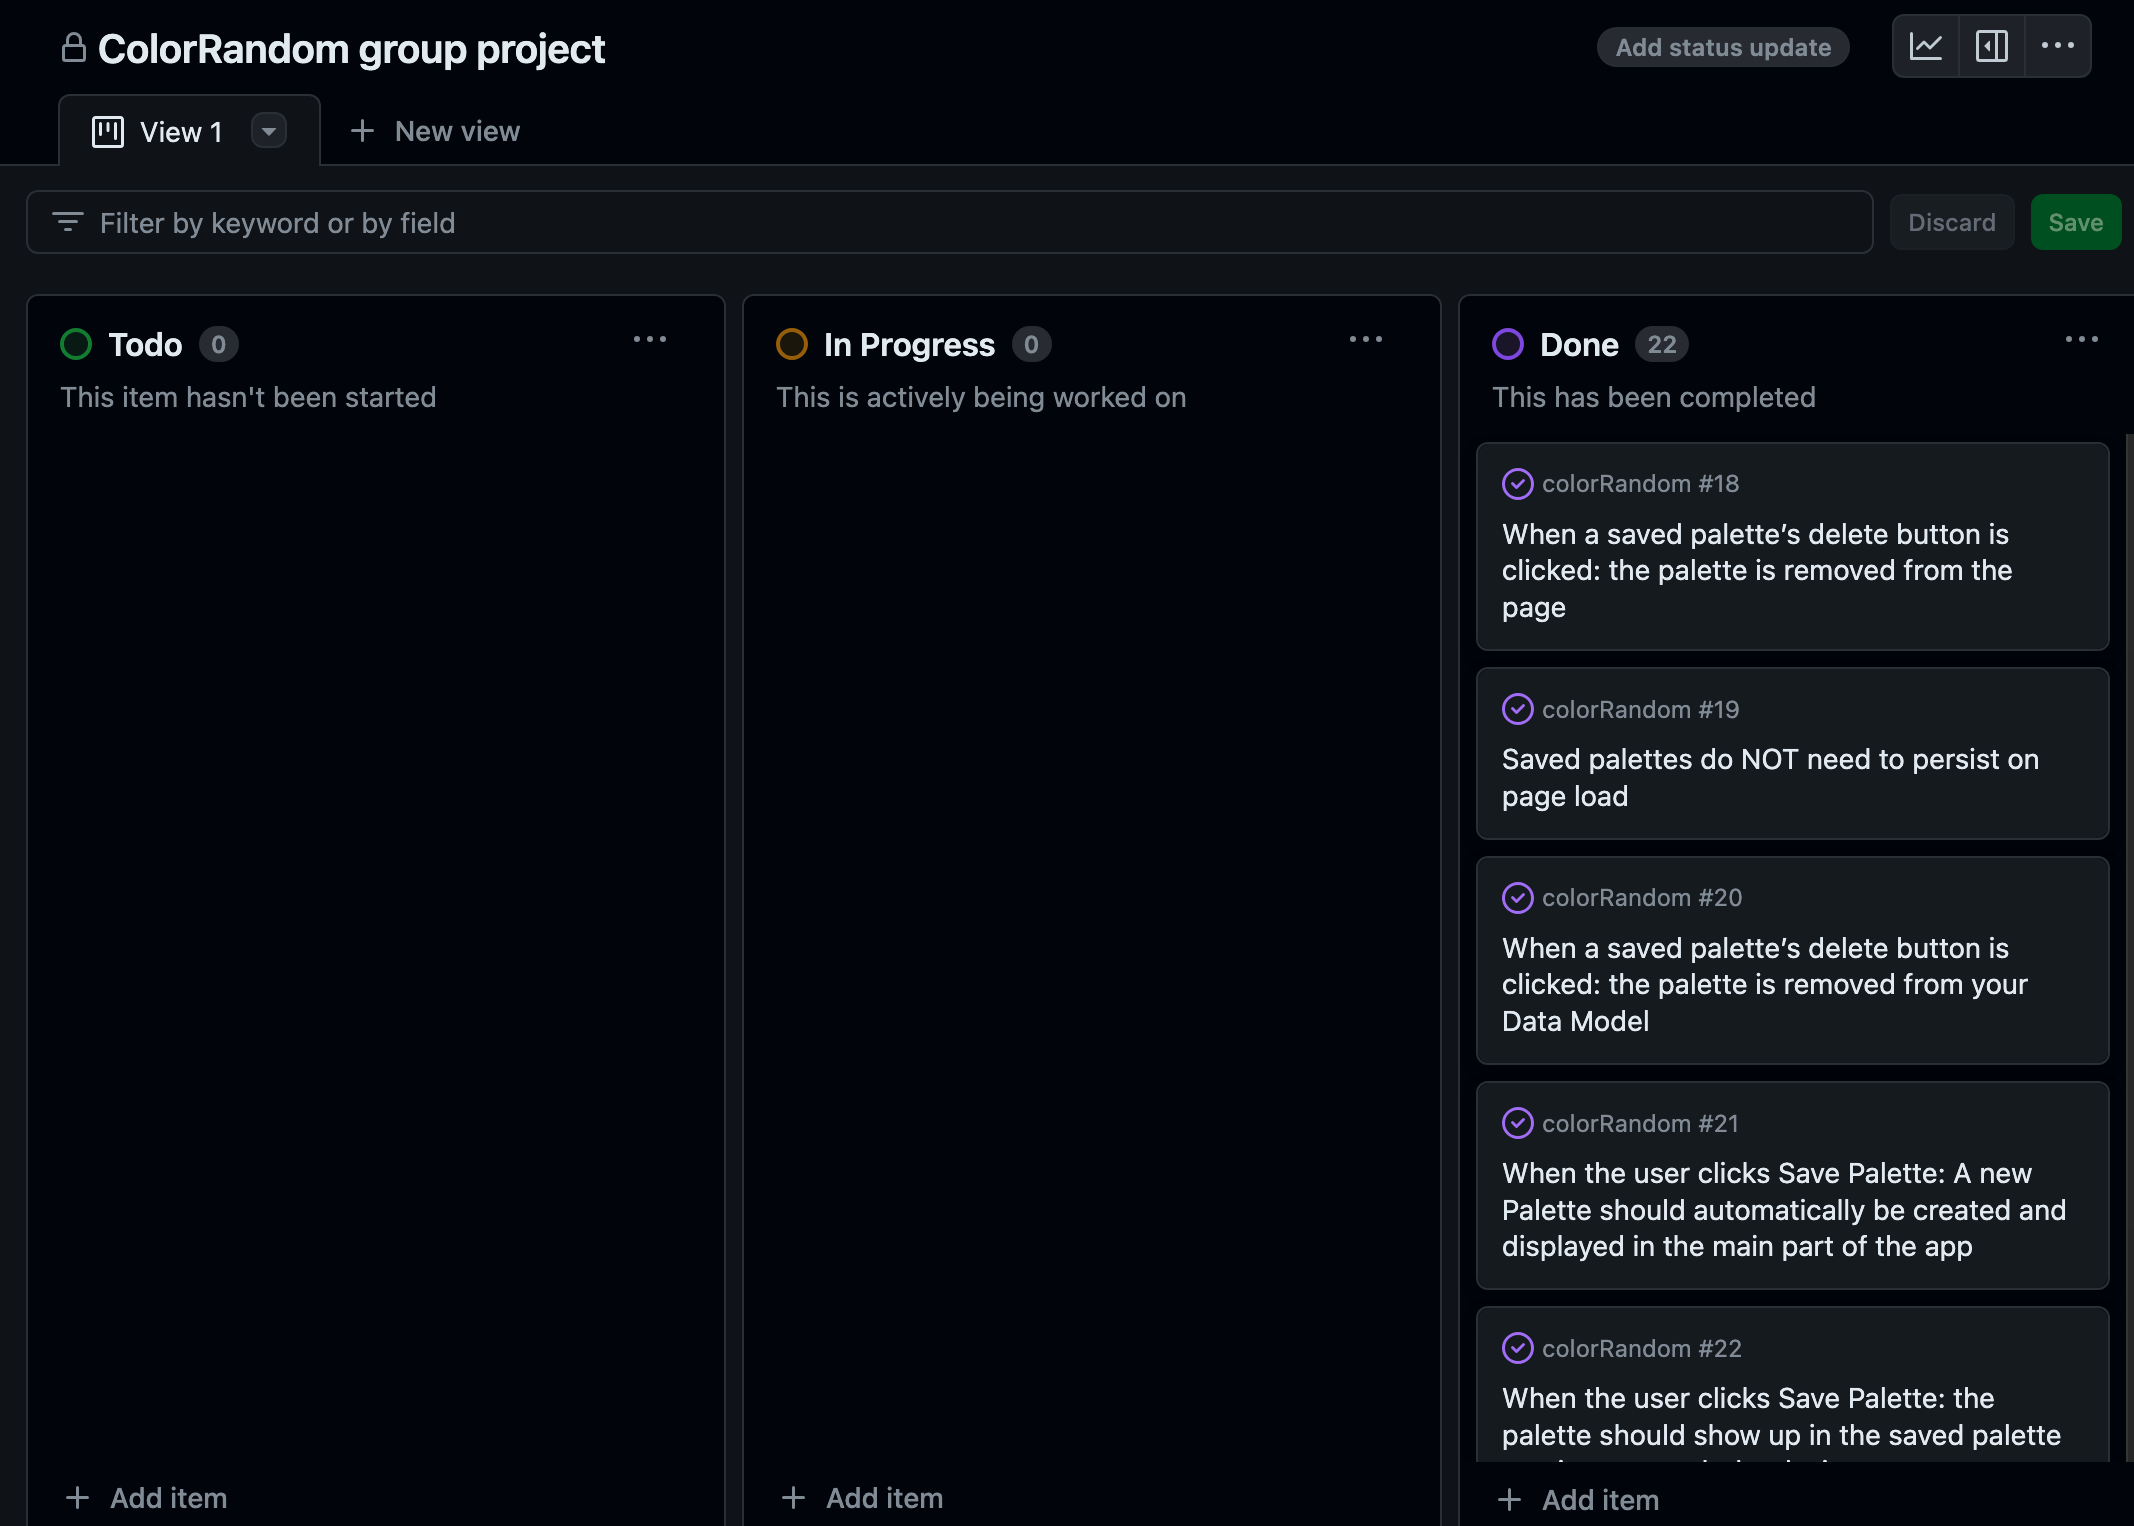 ColorRandom group project
Add status update
View 1
New view
Filter by keyword or by field
Discard
Save
Todo 0
This item hasn't been started
In Progress 0
This is actively being worked on
Done 22
This has been completed
colorRandom #18
When a saved palette’s delete button is
clicked: the palette is removed from the
page
colorRandom #19
Saved palettes do NOT need to persist on
page load
colorRandom #20
When a saved palette’s delete button is
clicked: the palette is removed from your
Data Model
colorRandom #21
When the user clicks Save Palette: A new
Palette should automatically be created and
displayed in the main part of the app
colorRandom #22
When the user clicks Save Palette: the
palette should show up in the saved palette
Add item
Add item
Add item